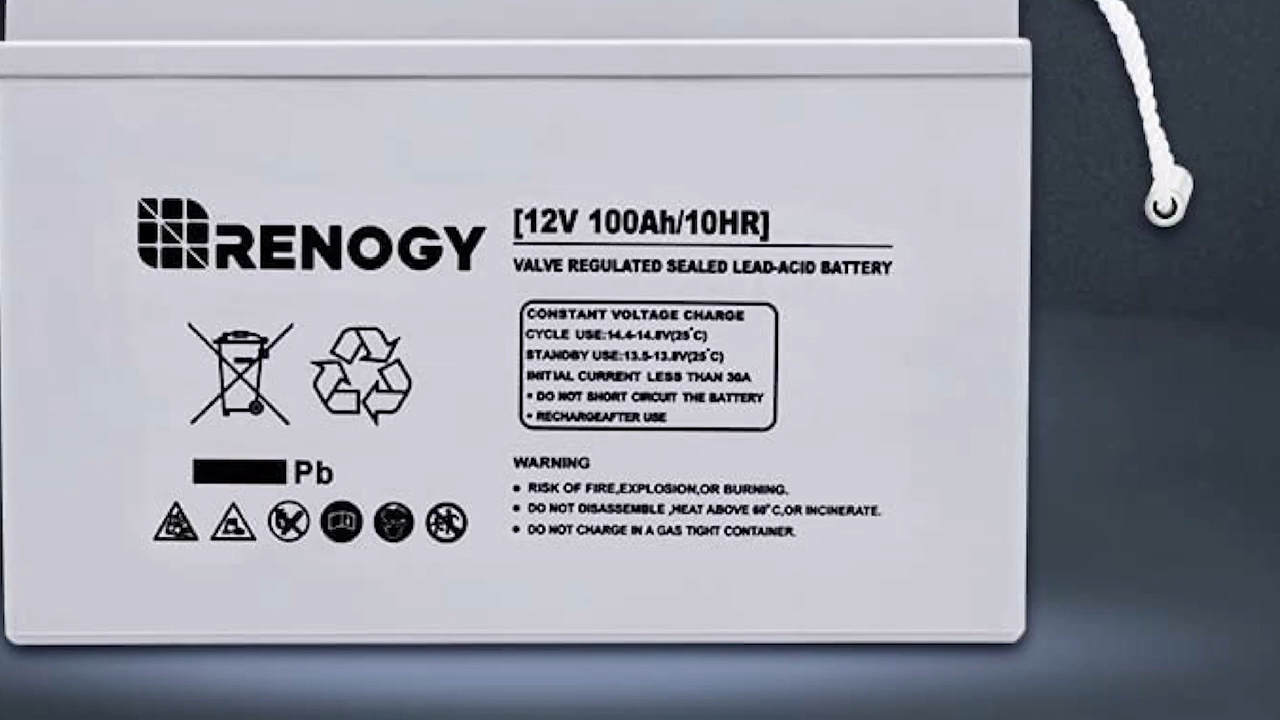 RENOGY
[12V 100Ah/10HR]
VALVE REGULATED SEALED LEAD-ACID BATTERY
CONSTANT VOLTAGE CHARGE
CYCLE USE:14.4-14.8V(25°C)
STANDBY USE:13.5-13.8V(25°C)
INITIAL CURRENT LESS THAN 30A
• DO NOT SHORT CIRCUIT THE BATTERY
• RECHARGEAFTER USE
Pb
WARNING
• RISK OF FIRE,EXPLOSION,OR BURNING.
• DO NOT DISASSEMBLE ,HEAT ABOVE 60°C,OR INCINERATE.
• DO NOT CHARGE IN A GAS TIGHT CONTAINER.